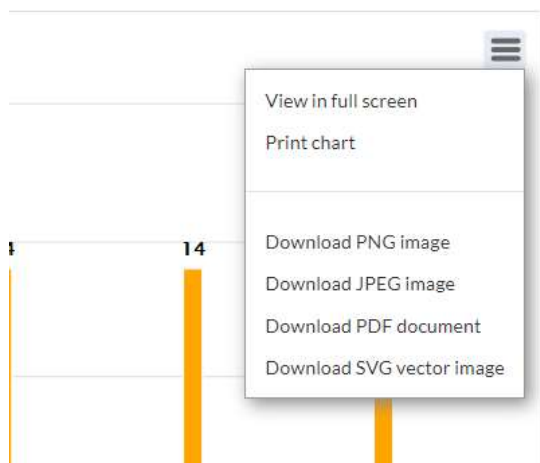 View in full screen
Print chart
14
Download PNG image
Download JPEG image
Download PDF document
Download SVG vector image